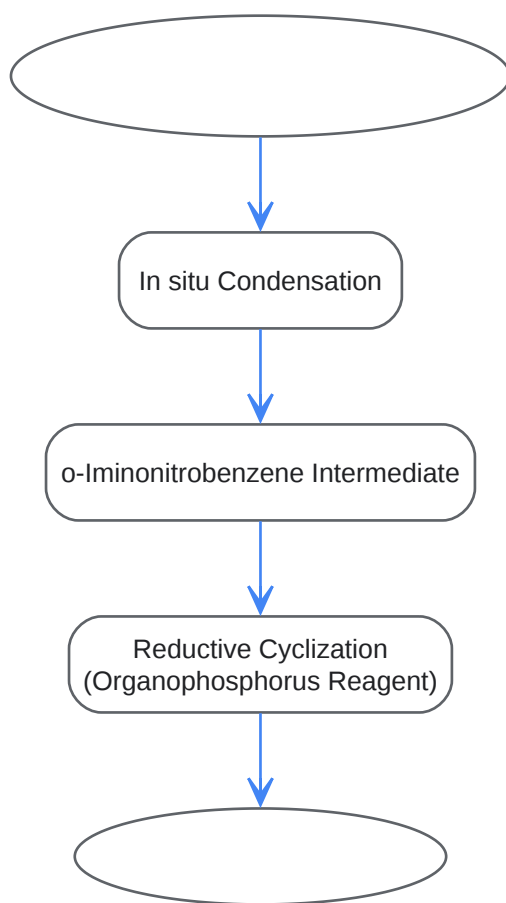 In situ Condensation
o-Iminonitrobenzene Intermediate
Reductive Cyclization
(Organophosphorus Reagent)